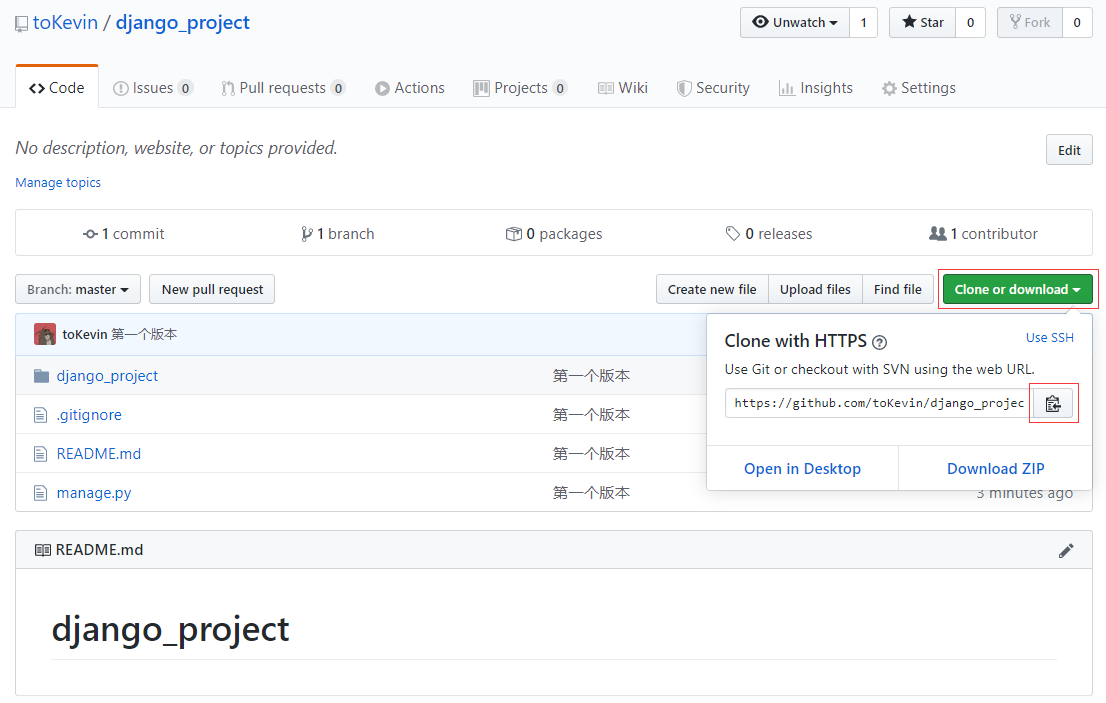 toKevin / django_project
Unwatch 1 Star 0 Fork 0
Code Issues 0 Pull requests 0 Actions Projects 0 Wiki Security Insights Settings
No description, website, or topics provided.
Edit
Manage topics
1 commit 1 branch 0 packages 0 releases 1 contributor
Branch: master New pull request Create new file Upload files Find file Clone or download
toKevin 第一个版本
django_project 第一个版本
.gitignore 第一个版本
README.md 第一个版本
manage.py 第一个版本 3 minutes ago
Clone with HTTPS ? Use SSH
Use Git or checkout with SVN using the web URL.
https://github.com/toKevin/django_projec
Open in Desktop Download ZIP
README.md
django_project